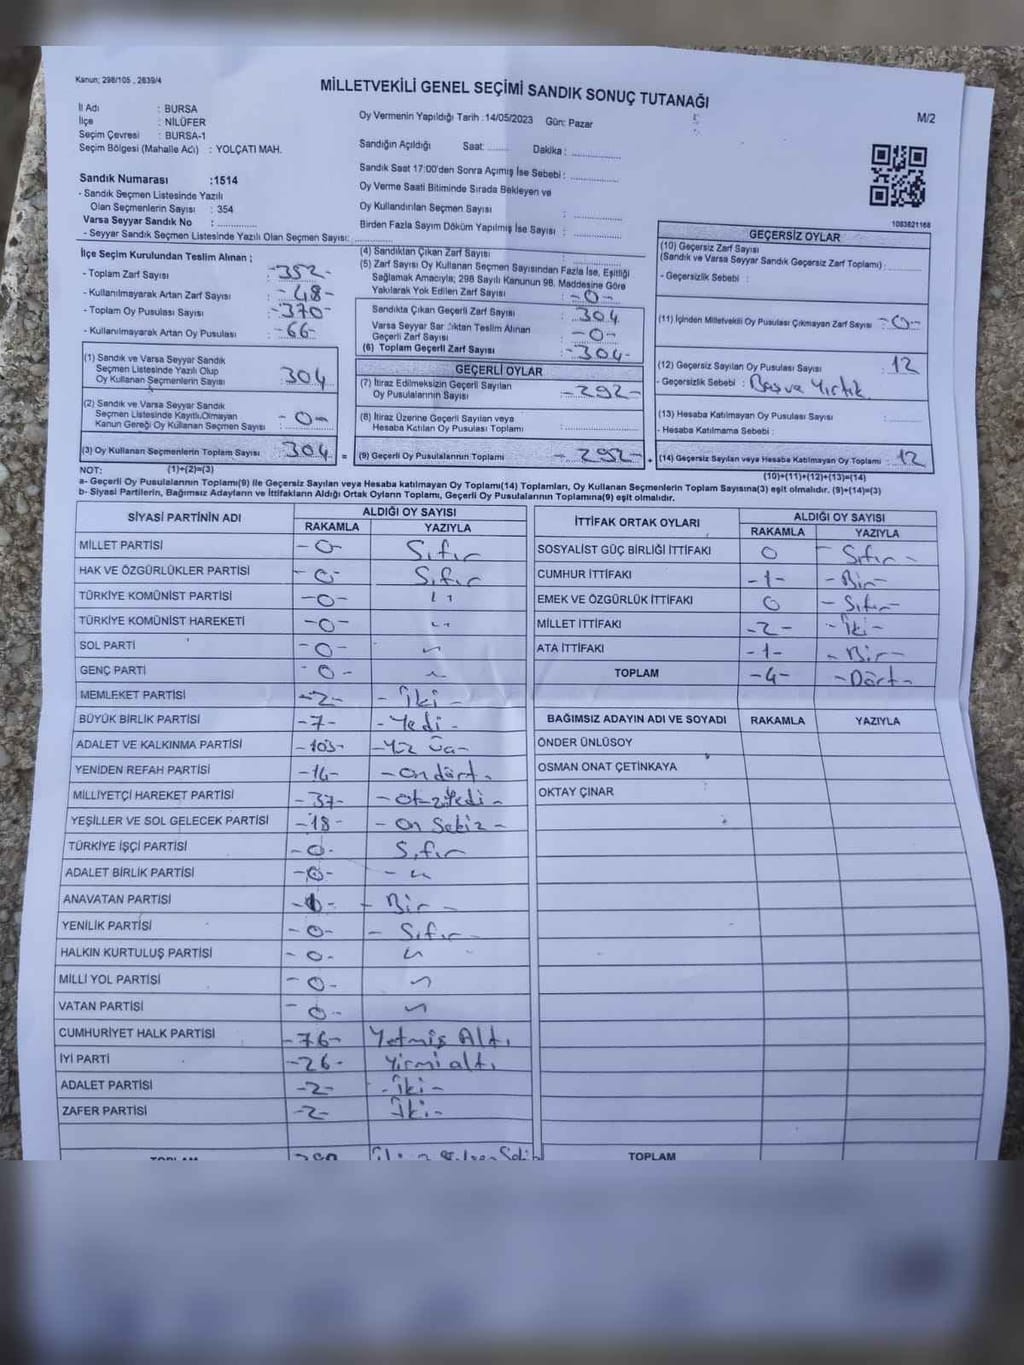 Kanun; 298/105 , 2839/4
MİLLETVEKİLİ GENEL SEÇİMİ SANDIK SONUÇ TUTANAĞI
M/2
İl Adı : BURSA
İlçe : NİLÜFER
Seçim Çevresi : BURSA-1
Seçim Bölgesi (Mahalle Adı) : YOLÇATI MAH.
Sandık Numarası :1514
- Sandık Seçmen Listesinde Yazılı
Olan Seçmenlerin Sayısı : 354
Varsa Seyyar Sandık No :
- Seyyar Sandık Seçmen Listesinde Yazılı Olan Seçmen Sayısı:
Oy Vermenin Yapıldığı Tarih :14/05/2023 Gün: Pazar
Sandığın Açıldığı Saat: Dakika :
Sandık Saat 17:00'den Sonra Açımış İse Sebebi :
Oy Verme Saati Bitiminde Sırada Bekleyen ve
Oy Kullandırılan Seçmen Sayısı :
Birden Fazla Sayım Döküm Yapılmış İse Sayısı :
1083821168
İlçe Seçim Kurulundan Teslim Alınan ;
- Toplam Zarf Sayısı : -352-
- Kullanılmayarak Artan Zarf Sayısı : -48-
- Toplam Oy Pusulası Sayısı : -370-
- Kullanılmayarak Artan Oy Pusulası : -66-
(1) Sandık ve Varsa Seyyar Sandık
Seçmen Listesinde Yazılı Olup
Oy Kullanan Seçmenlerin Sayısı : 304
(2) Sandık ve Varsa Seyyar Sandık
Seçmen Listesinde Kayıtlı Olmayan
Kanun Gereği Oy Kullanan Seçmen Sayısı : -0-
(3) Oy Kullanan Seçmenlerin Toplam Sayısı : 304 =
(4) Sandıktan Çıkan Zarf Sayısı :
(5) Zarf Sayısı Oy Kullanan Seçmen Sayısından Fazla İse, Eşitliği
Sağlamak Amacıyla; 298 Sayılı Kanunun 98. Maddesine Göre
Yakılarak Yok Edilen Zarf Sayısı : -0-
Sandıkta Çıkan Geçerli Zarf Sayısı : 304
Varsa Seyyar Sandıktan Teslim Alınan
Geçerli Zarf Sayısı : -0-
(6) Toplam Geçerli Zarf Sayısı : -304-
GEÇERLİ OYLAR
(7) İtiraz Edilmeksizin Geçerli Sayılan
Oy Pusulalarının Sayısı : -292-
(8) İtiraz Üzerine Geçerli Sayılan veya
Hesaba Katılan Oy Pusulası Toplamı :
(9) Geçerli Oy Pusulalarının Toplamı : -292- +
GEÇERSİZ OYLAR
(10) Geçersiz Zarf Sayısı
(Sandık ve Varsa Seyyar Sandık Geçersiz Zarf Toplamı) :
- Geçersizlik Sebebi :
(11) İçinden Milletvekili Oy Pusulası Çıkmayan Zarf Sayısı : -0-
(12) Geçersiz Sayılan Oy Pusulası Sayısı : 12
- Geçersizlik Sebebi : Boş ve Yırtık
(13) Hesaba Katılmayan Oy Pusulası Sayısı :
- Hesaba Katılmama Sebebi :
(14) Geçersiz Sayılan veya Hesaba Katılmayan Oy Toplamı : 12
NOT: (1)+(2)=(3) (10)+(11)+(12)+(13)=(14)
a- Geçerli Oy Pusulalarının Toplamı(9) ile Geçersiz Sayılan veya Hesaba katılmayan Oy Toplamı(14) Toplamları, Oy Kullanan Seçmenlerin Toplam Sayısına(3) eşit olmalıdır. (9)+(14)=(3)
b- Siyasi Partilerin, Bağımsız Adayların ve İttifakların Aldığı Ortak Oyların Toplamı, Geçerli Oy Pusulalarının Toplamına(9) eşit olmalıdır.
SİYASİ PARTİNİN ADI ALDIĞI OY SAYISI
RAKAMLA YAZIYLA
MİLLET PARTİSİ -0- Sıfır
HAK VE ÖZGÜRLÜKLER PARTİSİ -0- Sıfır
TÜRKİYE KOMÜNİST PARTİSİ -0- "
TÜRKİYE KOMÜNİST HAREKETİ -0- "
SOL PARTİ -0- "
GENÇ PARTİ -0- "
MEMLEKET PARTİSİ -2- -İki-
BÜYÜK BİRLİK PARTİSİ -7- -Yedi-
ADALET VE KALKINMA PARTİSİ -103- -Yüz üç-
YENİDEN REFAH PARTİSİ -14- -on dört-
MİLLİYETÇİ HAREKET PARTİSİ -37- -Otuz Yedi-
YEŞİLLER VE SOL GELECEK PARTİSİ -18- -On Sekiz-
TÜRKİYE İŞÇİ PARTİSİ -0- Sıfır
ADALET BİRLİK PARTİSİ -0- - "
ANAVATAN PARTİSİ -1- -Bir-
YENİLİK PARTİSİ -0- -Sıfır-
HALKIN KURTULUŞ PARTİSİ -0- "
MİLLİ YOL PARTİSİ -0- "
VATAN PARTİSİ -0- "
CUMHURİYET HALK PARTİSİ -76- Yetmiş Altı
İYİ PARTİ -26- Yirmi altı
ADALET PARTİSİ -2- -İki-
ZAFER PARTİSİ -2- İki-
TOPLAM
İTTİFAK ORTAK OYLARI ALDIĞI OY SAYISI
RAKAMLA YAZIYLA
SOSYALİST GÜÇ BİRLİĞİ İTTİFAKI 0 - Sıfır -
CUMHUR İTTİFAKI -1- -Bir-
EMEK VE ÖZGÜRLÜK İTTİFAKI 0 -Sıfır-
MİLLET İTTİFAKI -2- -İki-
ATA İTTİFAKI -1- -Bir-
TOPLAM -4- -Dört-
BAĞIMSIZ ADAYIN ADI VE SOYADI RAKAMLA YAZIYLA
ÖNDER ÜNLÜSOY
OSMAN ONAT ÇETİNKAYA
OKTAY ÇINAR
TOPLAM